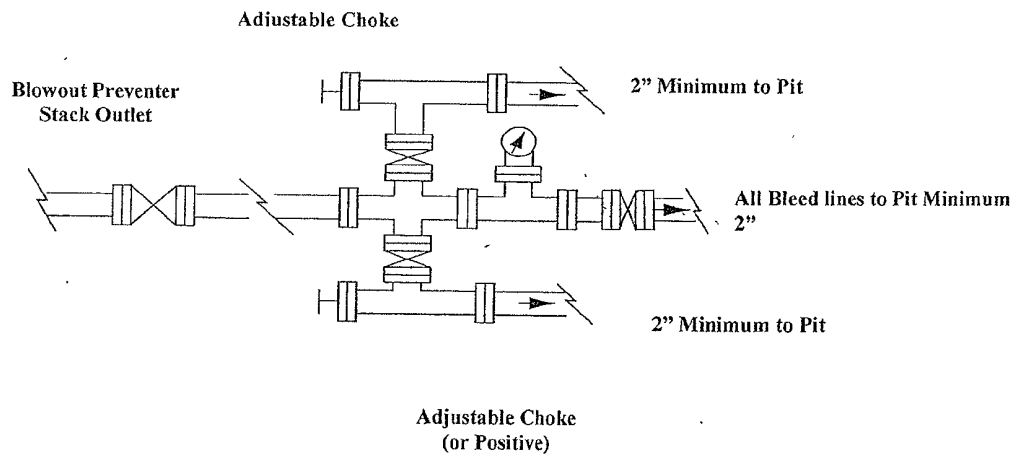 Adjustable Choke
Blowout Preventer
Stack Outlet
2” Minimum to Pit
All Bleed lines to Pit Minimum
2”
2” Minimum to Pit
Adjustable Choke
(or Positive)